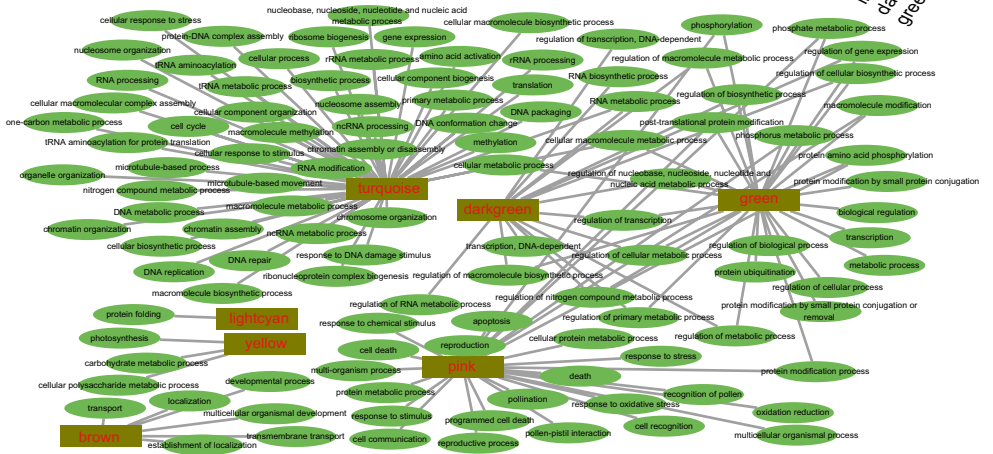 cellular response to stress
nucleobase, nucleoside, nucleotide and nucleic acid
metabolic process
cellular macromolecule biosynthetic process
phosphorylation
phosphate metabolic process
green
protein-DNA complex assembly
ribosome biogenesis
gene expression
regulation of transcription, DNA-dependent
nucleosome organization
tRNA aminoacylation
cellular process
rRNA metabolic process
amino acid activation
rRNA processing
regulation of macromolecule metabolic process
regulation of gene expression
RNA processing
tRNA metabolic process
biosynthetic process
cellular component biogenesis
translation
RNA biosynthetic process
regulation of cellular biosynthetic process
cellular macromolecular complex assembly
cellular component organization
nucleosome assembly
primary metabolic process
DNA packaging
RNA metabolic process
regulation of biosynthetic process
macromolecule modification
one-carbon metabolic process
cell cycle
macromolecule methylation
ncRNA processing
DNA conformation change
post-translational protein modification
phosphorus metabolic process
tRNA aminoacylation for protein translation
cellular response to stimulus
chromatin assembly or disassembly
methylation
cellular macromolecule metabolic process
protein amino acid phosphorylation
organelle organization
microtubule-based process
RNA modification
cellular metabolic process
regulation of nucleobase, nucleoside, nucleotide and
nucleic acid metabolic process
protein modification by small protein conjugation
nitrogen compound metabolic process
microtubule-based movement
turquoise
darkgreen
green
DNA metabolic process
macromolecule metabolic process
chromosome organization
regulation of transcription
biological regulation
chromatin organization
chromatin assembly
ncRNA metabolic process
transcription
cellular biosynthetic process
DNA repair
response to DNA damage stimulus
transcription, DNA-dependent
regulation of cellular metabolic process
regulation of biological process
metabolic process
DNA replication
ribonucleoprotein complex biogenesis
regulation of macromolecule biosynthetic process
protein ubiquitination
regulation of cellular process
macromolecule biosynthetic process
regulation of RNA metabolic process
regulation of nitrogen compound metabolic process
protein modification by small protein conjugation or
removal
protein folding
lightcyan
response to chemical stimulus
apoptosis
regulation of primary metabolic process
photosynthesis
yellow
cell death
reproduction
cellular protein metabolic process
regulation of metabolic process
carbohydrate metabolic process
multi-organism process
pink
response to stress
protein modification process
cellular polysaccharide metabolic process
developmental process
protein metabolic process
death
transport
localization
pollination
response to oxidative stress
recognition of pollen
multicellular organismal development
response to stimulus
programmed cell death
cell recognition
oxidation reduction
brown
establishment of localization
transmembrane transport
cell communication
reproductive process
pollen-pistil interaction
multicellular organismal process